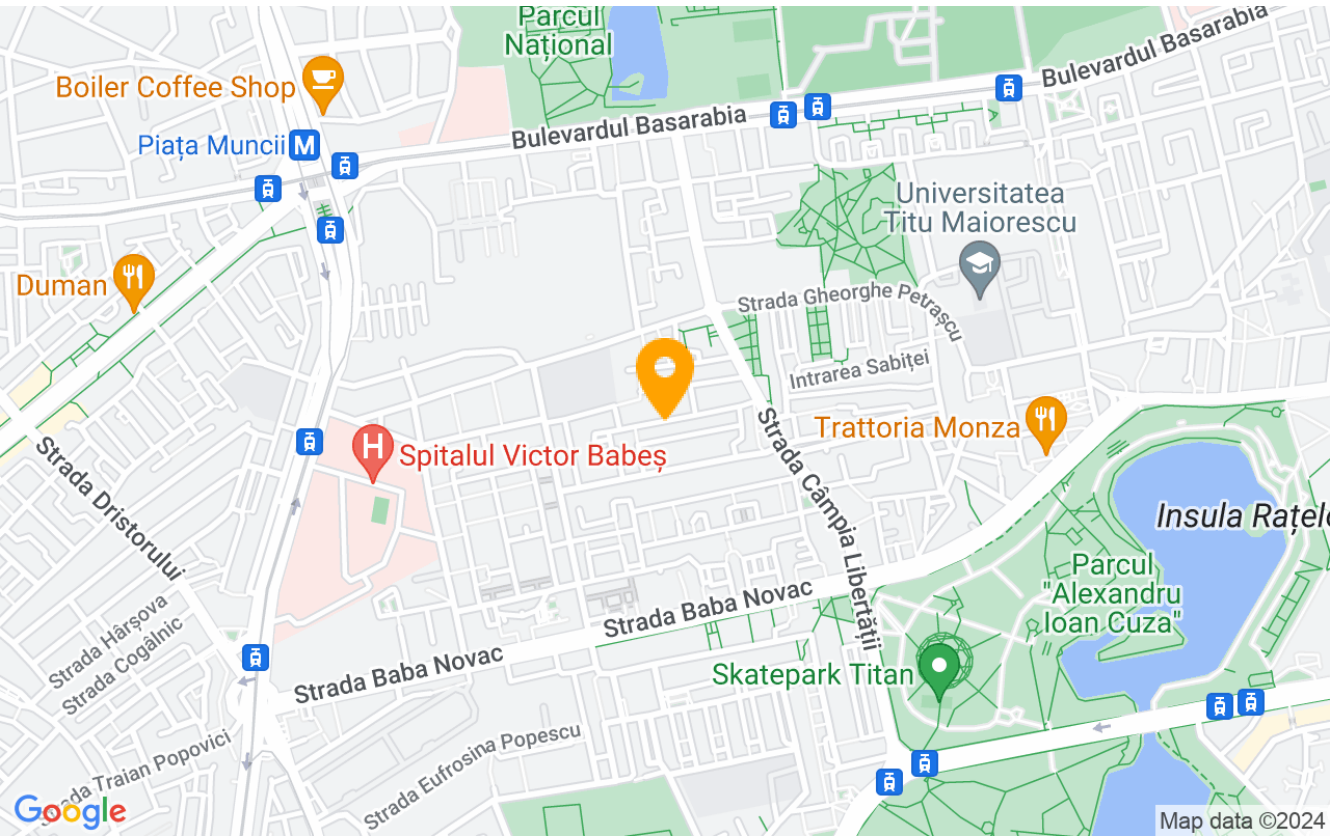 Parcul
Național
Bulevardul Basarabia
Boiler Coffee Shop
Bulevardul Basarabia
Piața Muncii
M
Universitatea
Titu Maiorescu
Duman
Strada Gheorghe Petrașcu
Intrarea Sabiței
Trattoria Monza
H
Spitalul Victor Babeș
Strada Dristorului
Strada Câmpia Libertății
Insula Rațele
Parcul
"Alexandru
Ioan Cuza"
Strada Baba Novac
Strada Hârșova
Strada Cogâlnic
Strada Baba Novac
Skatepark Titan
Strada Eufrosina Popescu
Traian Popovici
Google
Map data ©2024